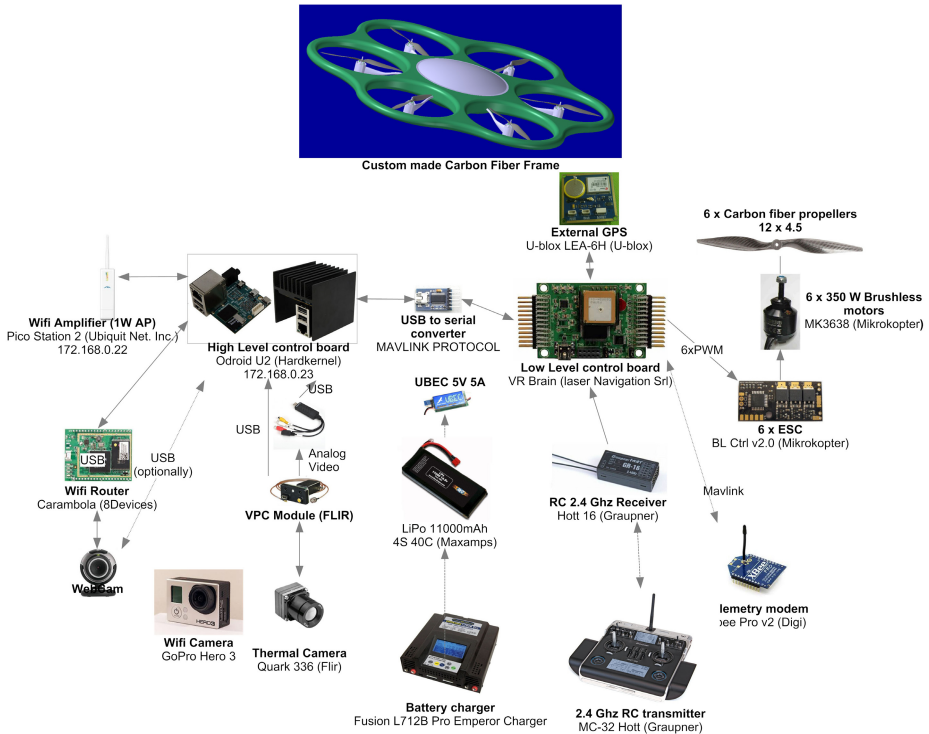 Custom made Carbon Fiber Frame
External GPS
U-blox LEA-6H (U-blox)
6 x Carbon fiber propellers
12 x 4.5
Wifi Amplifier (1W AP)
Pico Station 2 (Ubiquit Net. Inc.)
172.168.0.22
High Level control board
Odroid U2 (Hardkernel)
172.168.0.23
USB to serial
converter
MAVLINK PROTOCOL
Low Level control board
VR Brain (laser Navigation Srl)
6 x 350 W Brushless
motors
MK3638 (Mikrokopter)
6xPWM
6 x ESC
BL Ctrl v2.0 (Mikrokopter)
UBEC 5V 5A
UBEC
USB
USB
Analog
Video
USB
(optionally)
USB
Wifi Router
Carambola (8Devices)
VPC Module (FLIR)
LiPo 11000mAh
4S 40C (Maxamps)
GR-16
RC 2.4 Ghz Receiver
Hott 16 (Graupner)
Mavlink
WebCam
HERO3
Wifi Camera
GoPro Hero 3
Thermal Camera
Quark 336 (Flir)
XBee
lemetry modem
bee Pro v2 (Digi)
Battery charger
Fusion L712B Pro Emperor Charger
2.4 Ghz RC transmitter
MC-32 Hott (Graupner)